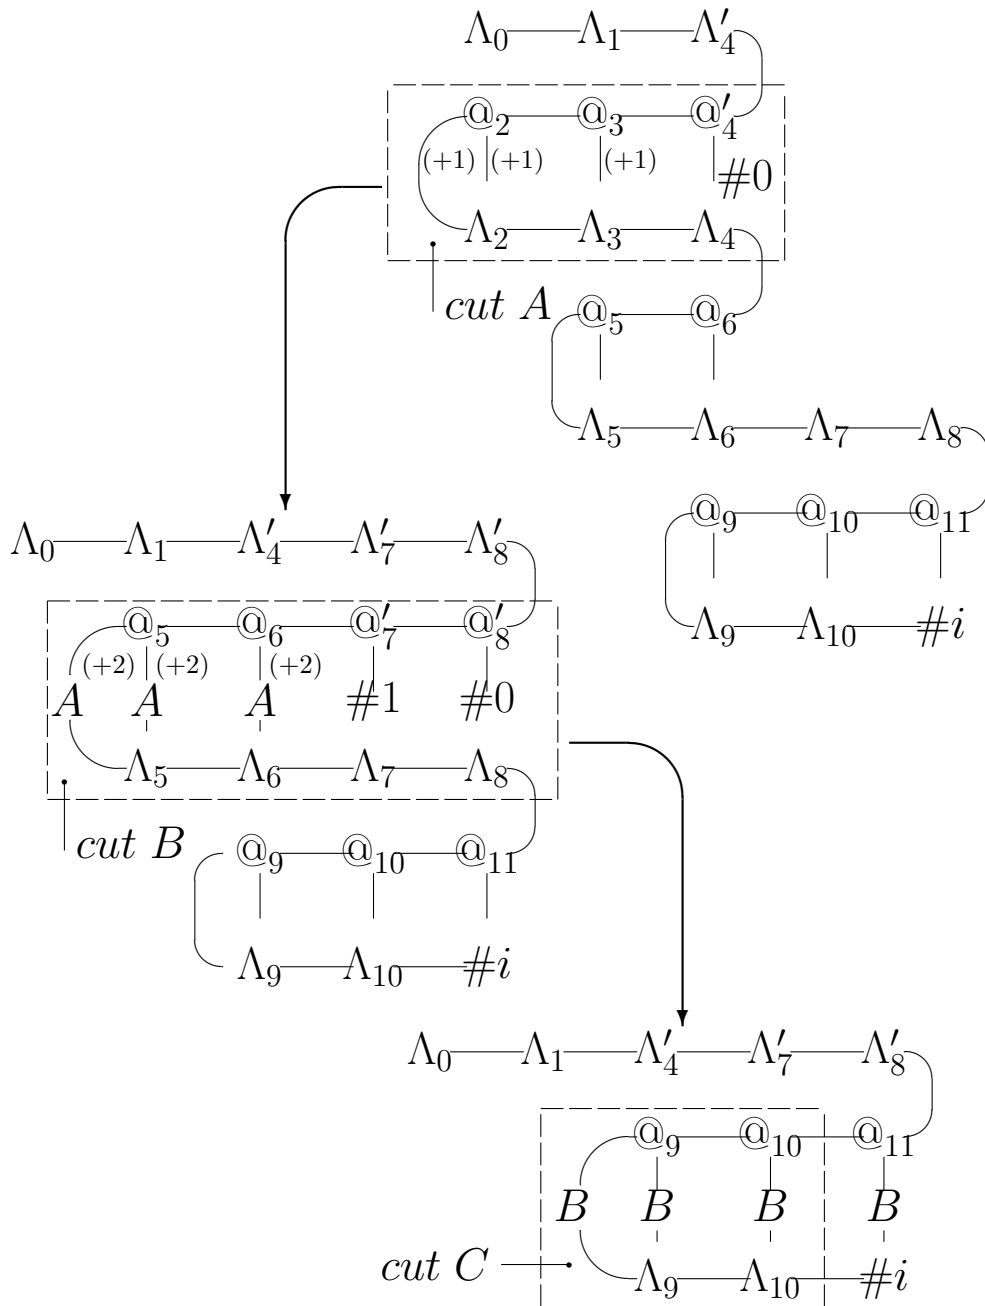 Λ₀ Λ₁ Λ′₄
@₂ @₃ @′₄
(+1) (+1) (+1)
#0
Λ₂ Λ₃ Λ₄
cut A
@₅ @₆
Λ₅ Λ₆ Λ₇ Λ₈
@₉ @₁₀ @₁₁
Λ₉ Λ₁₀ #i
Λ₀ Λ₁ Λ′₄ Λ′₇ Λ′₈
@₅ @₆ @′₇ @′₈
(+2) (+2) (+2)
A A A #1 #0
Λ₅ Λ₆ Λ₇ Λ₈
cut B
@₉ @₁₀ @₁₁
Λ₉ Λ₁₀ #i
Λ₀ Λ₁ Λ′₄ Λ′₇ Λ′₈
@₉ @₁₀ @₁₁
B B B B
cut C
Λ₉ Λ₁₀ #i